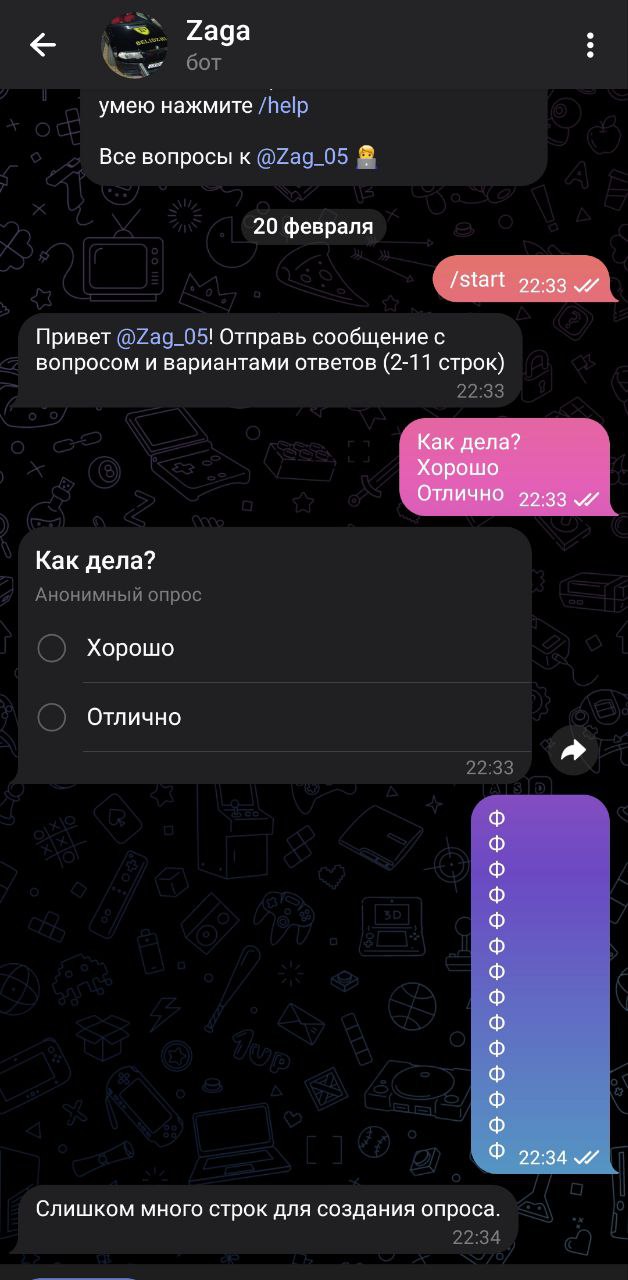 Zaga
бот
умею нажмите /help
Все вопросы к @Zag_05
20 февраля
/start 22:33
Привет @Zag_05! Отправь сообщение с
вопросом и вариантами ответов (2-11 строк)
22:33
Как дела?
Хорошо
Отлично 22:33
Как дела?
Анонимный опрос
Хорошо
Отлично
22:33
Ф
Ф
Ф
Ф
Ф
Ф
Ф
Ф
Ф
Ф
Ф
Ф
Ф
Ф 22:34
Слишком много строк для создания опроса.
22:34